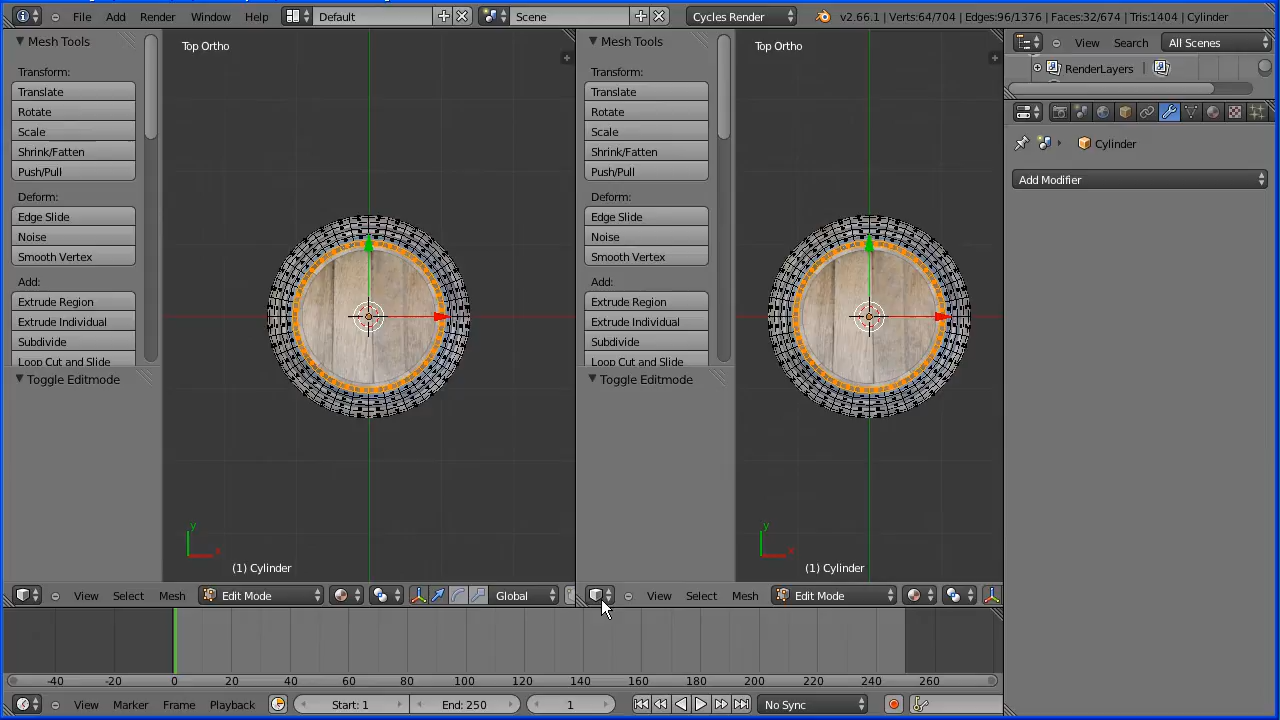 File Add Render Window Help Default Scene Cycles Render v2.66.1 | Verts:64/704 | Edges:96/1376 | Faces:32/674 | Tris:1404 | Cylinder
Mesh Tools
Transform:
Translate
Rotate
Scale
Shrink/Fatten
Push/Pull
Deform:
Edge Slide
Noise
Smooth Vertex
Add:
Extrude Region
Extrude Individual
Subdivide
Loop Cut and Slide
Toggle Editmode
Top Ortho
y
x
(1) Cylinder
View Select Mesh Edit Mode Global
Mesh Tools
Transform:
Translate
Rotate
Scale
Shrink/Fatten
Push/Pull
Deform:
Edge Slide
Noise
Smooth Vertex
Add:
Extrude Region
Extrude Individual
Subdivide
Loop Cut and Slide
Toggle Editmode
Top Ortho
y
x
(1) Cylinder
View Select Mesh Edit Mode
View Search All Scenes
RenderLayers
Cylinder
Add Modifier
-40 -20 0 20 40 60 80 100 120 140 160 180 200 220 240 260
View Marker Frame Playback Start: 1 End: 250 1 No Sync